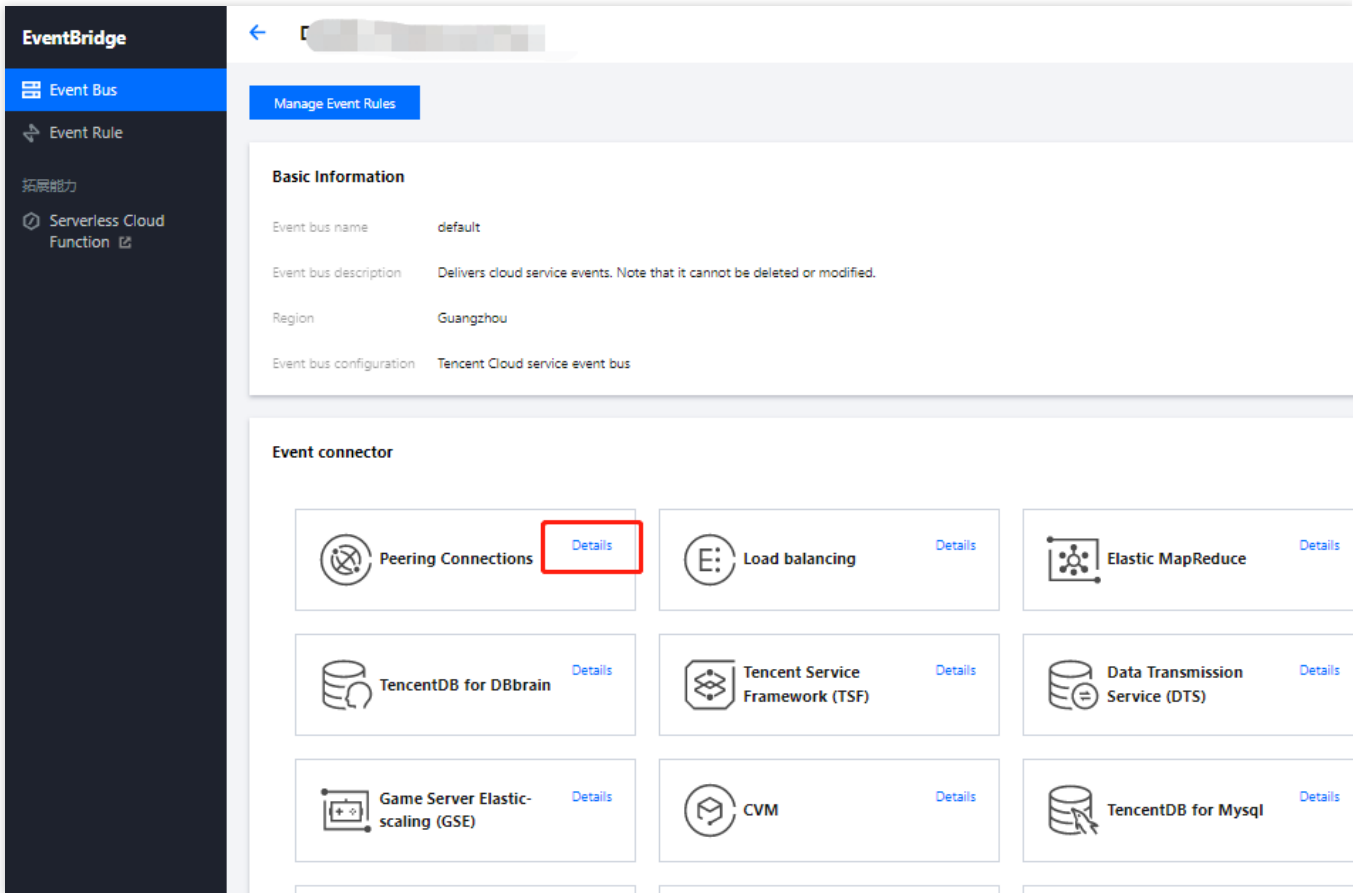 EventBridge
Event Bus
Event Rule
拓展能力
Serverless Cloud
Function
Manage Event Rules
Basic Information
Event bus name default
Event bus description Delivers cloud service events. Note that it cannot be deleted or modified.
Region Guangzhou
Event bus configuration Tencent Cloud service event bus
Event connector
Peering Connections Details
Load balancing Details
Elastic MapReduce Details
TencentDB for DBbrain Details
Tencent Service Details
Framework (TSF)
Data Transmission Details
Service (DTS)
Game Server Elastic- Details
scaling (GSE)
CVM Details
TencentDB for Mysql Details